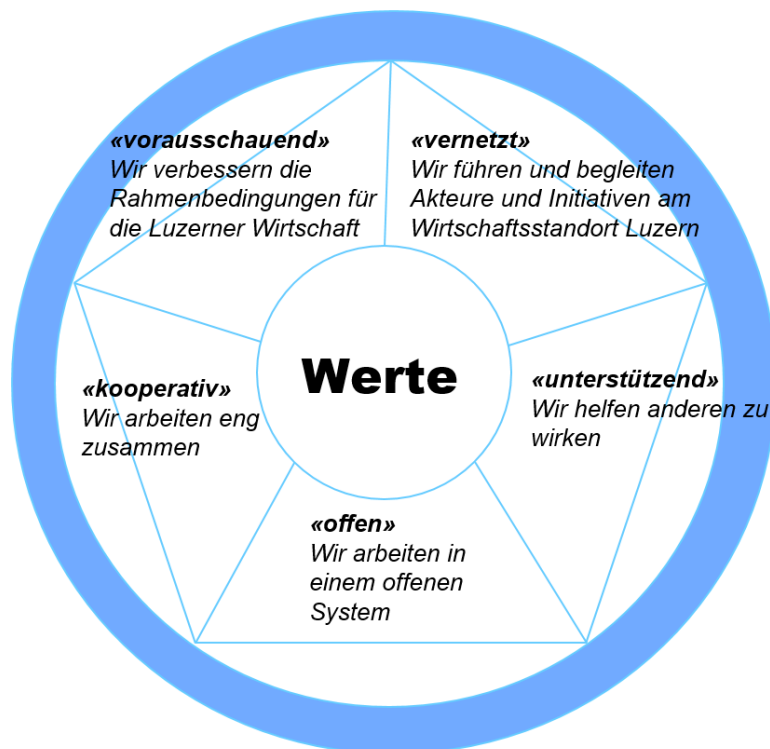 «vorausschauend»
Wir verbessern die
Rahmenbedingungen für
die Luzerner Wirtschaft
«vernetzt»
Wir führen und begleiten
Akteure und Initiativen am
Wirtschaftsstandort Luzern
Werte
«kooperativ»
Wir arbeiten eng
zusammen
«unterstützend»
Wir helfen anderen zu
wirken
«offen»
Wir arbeiten in
einem offenen
System